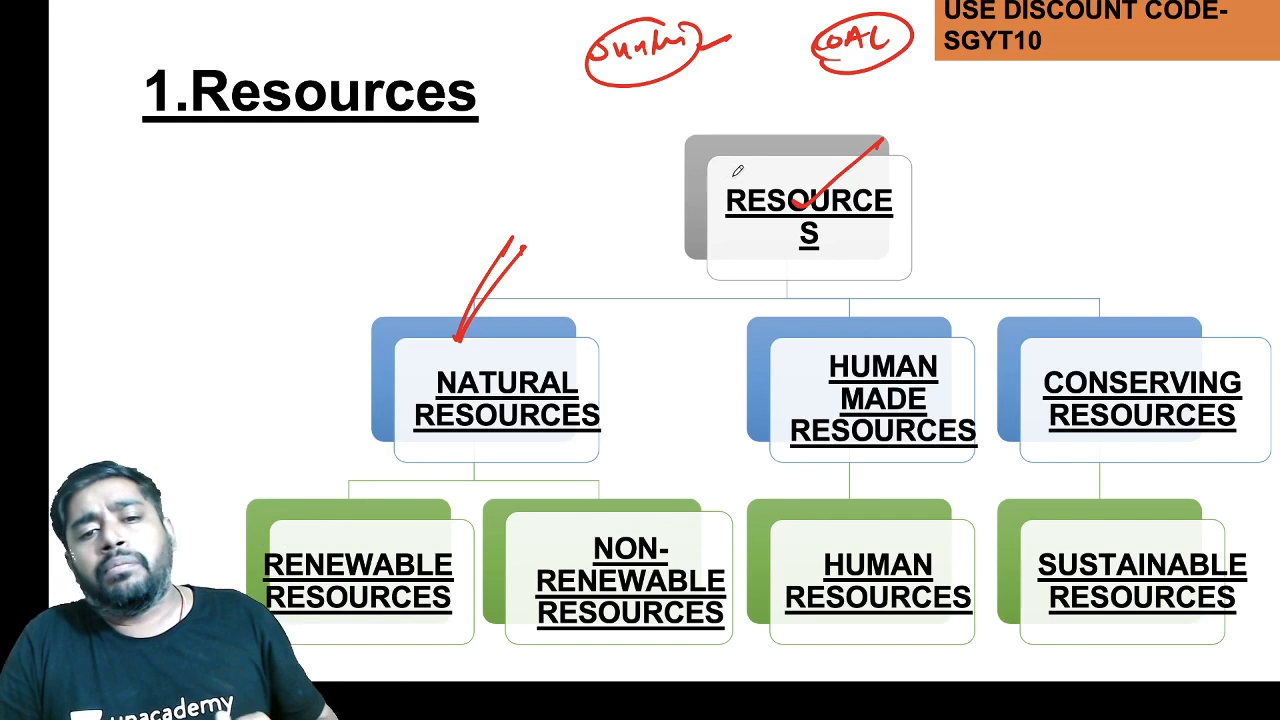 USE DISCOUNT CODE-
SGYT10
COAL
1.Resources
RESOURCE
S
NATURAL
RESOURCES
HUMAN
MADE
RESOURCES
CONSERVING
RESOURCES
RENEWABLE
RESOURCES
NON-
RENEWABLE
RESOURCES
HUMAN
RESOURCES
SUSTAINABLE
RESOURCES
unacademy